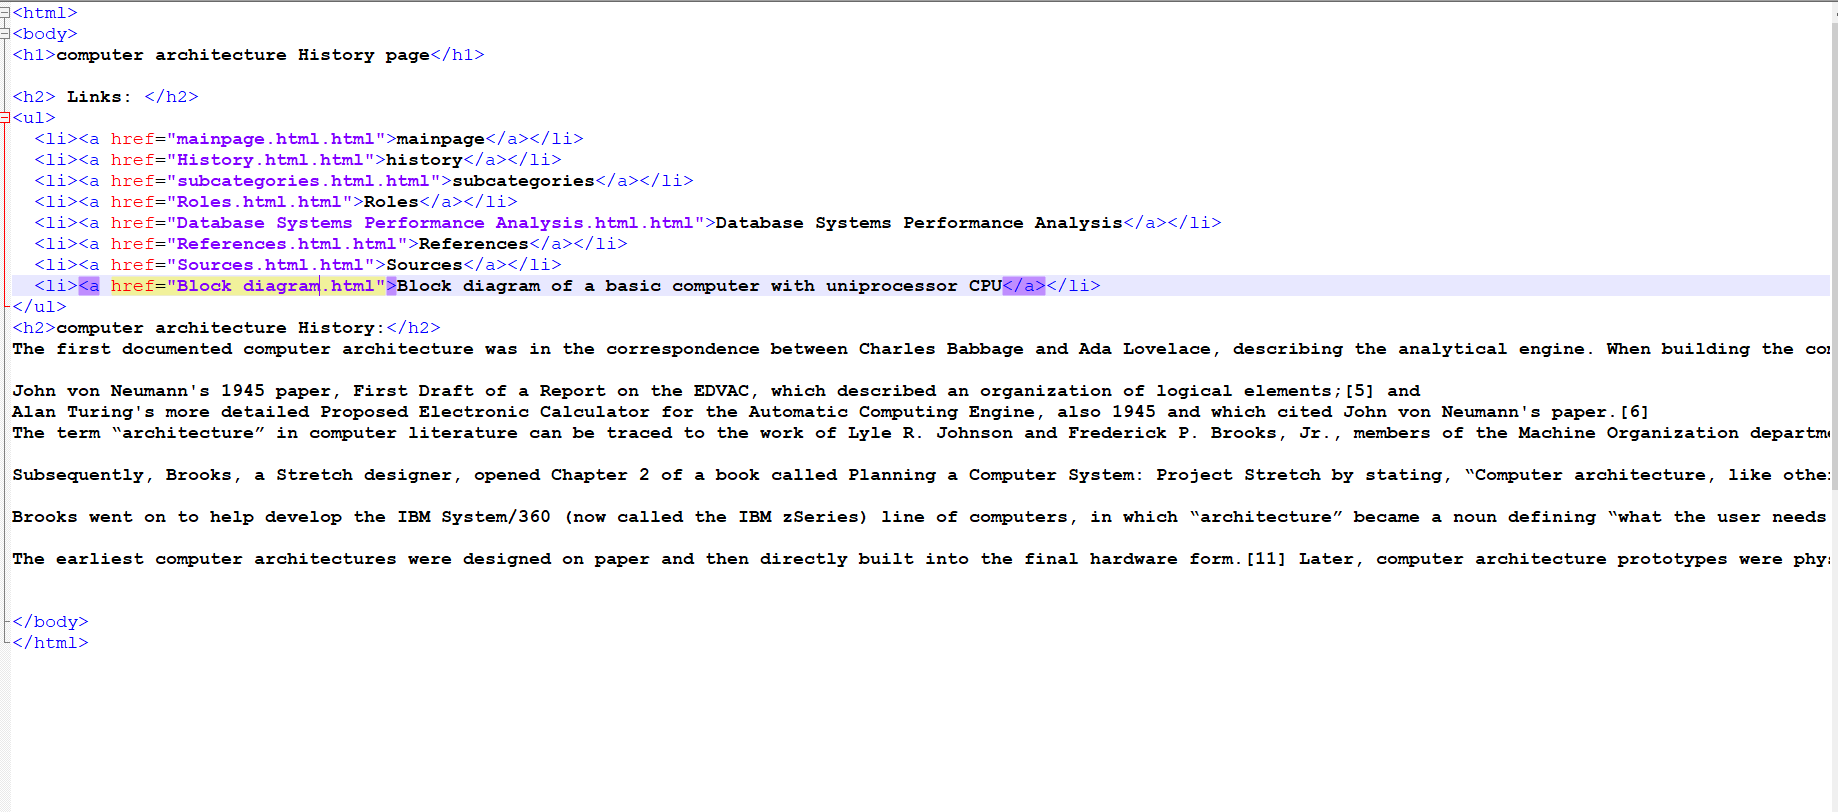 <html>
<body>
<h1>computer architecture History page</h1>
<h2> Links: </h2>
<ul>
<li><a href="mainpage.html.html">mainpage</a></li>
<li><a href="History.html.html">history</a></li>
<li><a href="subcategories.html.html">subcategories</a></li>
<li><a href="Roles.html.html">Roles</a></li>
<li><a href="Database Systems Performance Analysis.html.html">Database Systems Performance Analysis</a></li>
<li><a href="References.html.html">References</a></li>
<li><a href="Sources.html.html">Sources</a></li>
<li><a href="Block diagram.html">Block diagram of a basic computer with uniprocessor CPU</a></li>
</ul>
<h2>computer architecture History:</h2>
The first documented computer architecture was in the correspondence between Charles Babbage and Ada Lovelace, describing the analytical engine. When building the
John von Neumann's 1945 paper, First Draft of a Report on the EDVAC, which described an organization of logical elements;[5] and
Alan Turing's more detailed Proposed Electronic Calculator for the Automatic Computing Engine, also 1945 and which cited John von Neumann's paper.[6]
The term “architecture” in computer literature can be traced to the work of Lyle R. Johnson and Frederick P. Brooks, Jr., members of the Machine Organization
Subsequently, Brooks, a Stretch designer, opened Chapter 2 of a book called Planning a Computer System: Project Stretch by stating, “Computer architecture, like
Brooks went on to help develop the IBM System/360 (now called the IBM zSeries) line of computers, in which “architecture” became a noun defining “what the user needs
The earliest computer architectures were designed on paper and then directly built into the final hardware form.[11] Later, computer architecture prototypes were
</body>
</html>